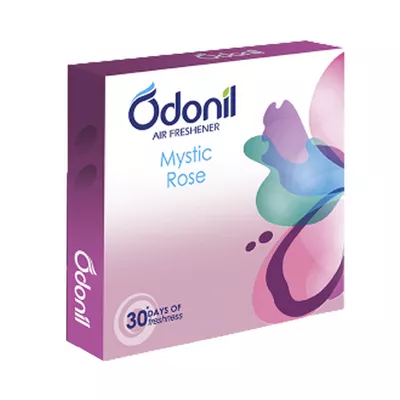 Odonil
AIR FRESHENER
Mystic
Rose
30+ DAYS OF
freshness
Odonil